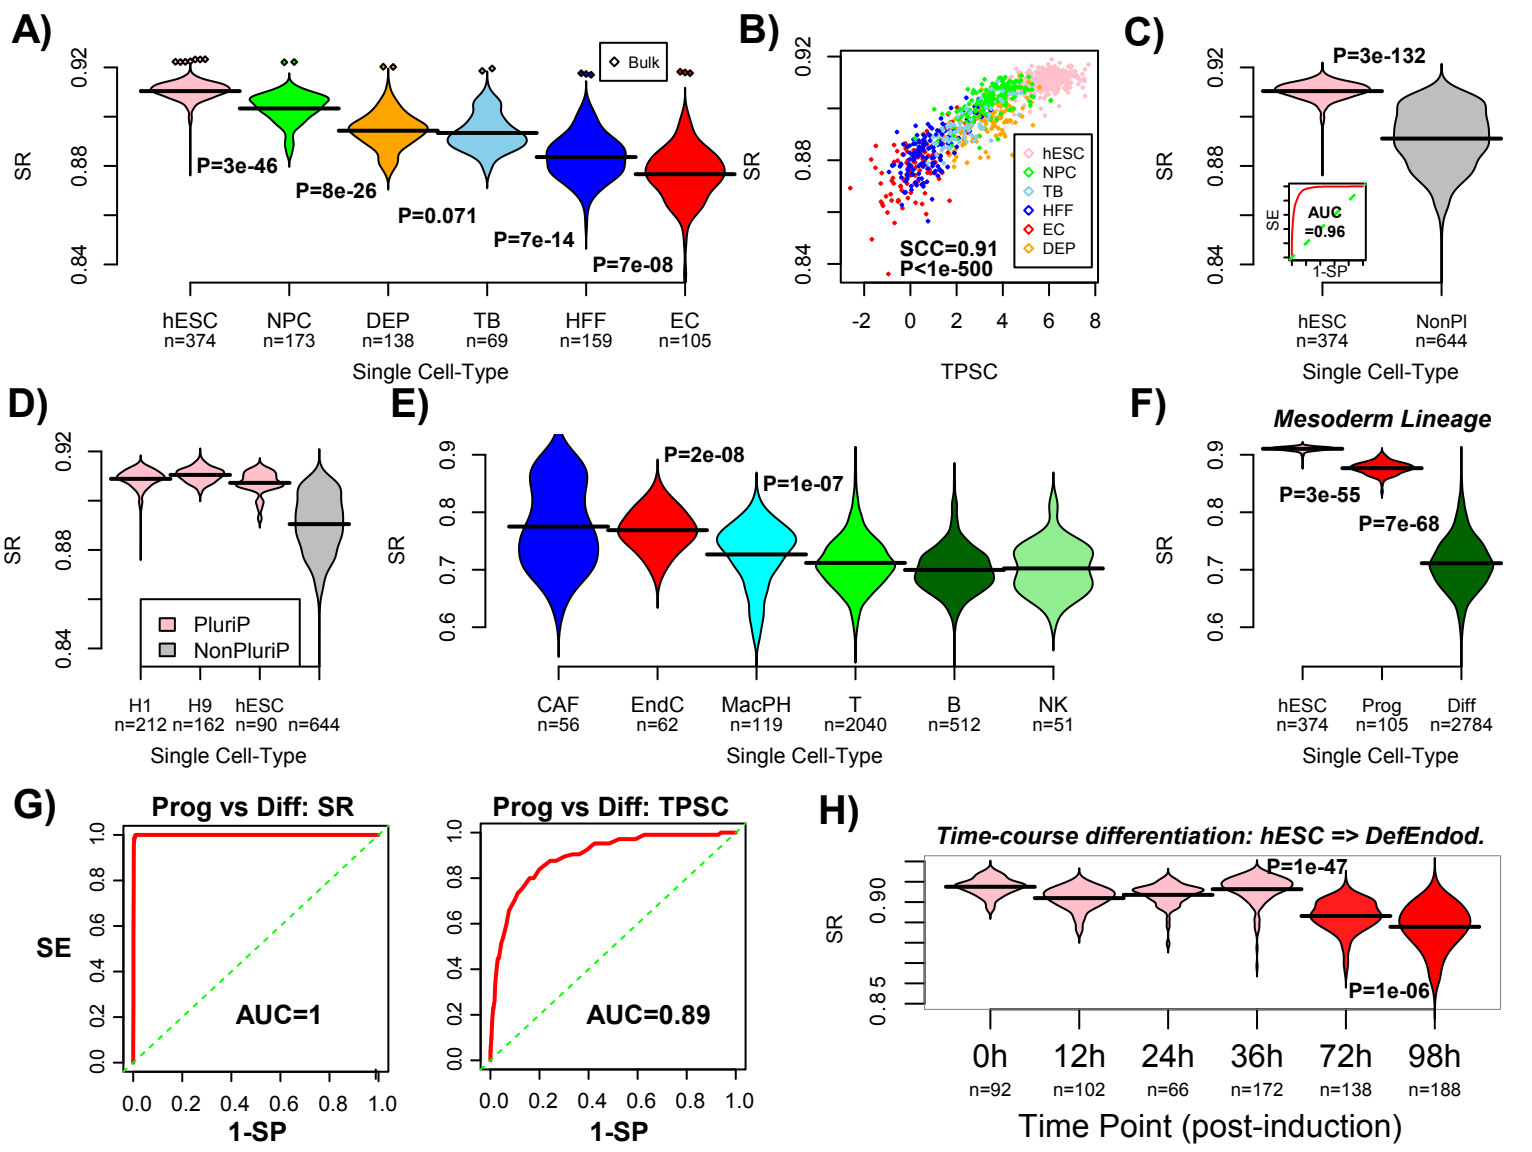 A)
SR
0.92
0.88
0.84
Bulk
P=3e-46
P=8e-26
P=0.071
P=7e-14
P=7e-08
hESC NPC DEP TB HFF EC
n=374 n=173 n=138 n=69 n=159 n=105
Single Cell-Type
B)
SR
0.92
0.88
0.84
hESC
NPC
TB
HFF
EC
DEP
SCC=0.91
P<1e-500
-2 0 2 4 6 8
TPSC
C)
SR
0.92
0.88
0.84
P=3e-132
SE
AUC
=0.96
1-SP
hESC NonPl
n=374 n=644
Single Cell-Type
D)
SR
0.92
0.88
0.84
PluriP
NonPluriP
H1 H9 hESC
n=212 n=162 n=90 n=644
Single Cell-Type
E)
SR
0.9
0.8
0.7
0.6
P=2e-08
P=1e-07
CAF EndC MacPH T B NK
n=56 n=62 n=119 n=2040 n=512 n=51
Single Cell-Type
F)
Mesoderm Lineage
SR
0.9
0.8
0.7
0.6
P=3e-55
P=7e-68
hESC Prog Diff
n=374 n=105 n=2784
Single Cell-Type
G)
Prog vs Diff: SR
SE
1.0
0.8
0.6
0.4
0.2
0.0
AUC=1
0.0 0.2 0.4 0.6 0.8 1.0
1-SP
Prog vs Diff: TPSC
1.0
0.8
0.6
0.4
0.2
0.0
AUC=0.89
0.0 0.2 0.4 0.6 0.8 1.0
1-SP
H)
Time-course differentiation: hESC => DefEndod.
SR
0.90
0.85
P=1e-47
P=1e-06
0h 12h 24h 36h 72h 98h
n=92 n=102 n=66 n=172 n=138 n=188
Time Point (post-induction)